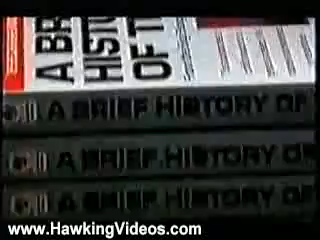 A BR
HIST
OF T
A BRIEF HISTORY OF
A BRIEF HISTORY OF
A BRIEF HISTORY OF
www.HawkingVideos.com